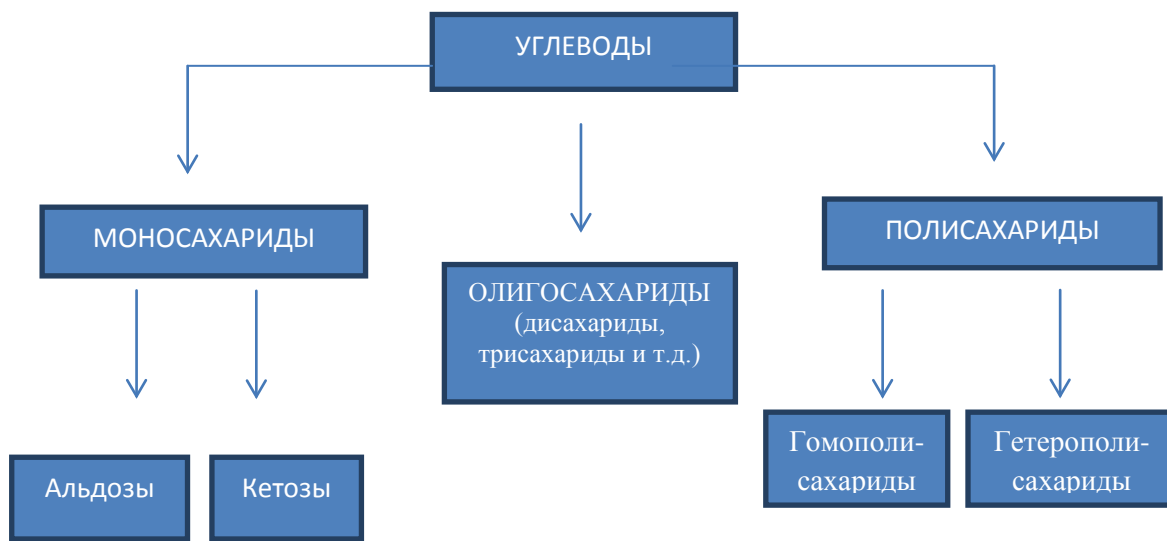 УГЛЕВОДЫ
МОНОСАХАРИДЫ
ОЛИГОСАХАРИДЫ
(дисахариды,
трисахариды и т.д.)
ПОЛИСАХАРИДЫ
Альдозы
Кетозы
Гомополи-
сахариды
Гетерополи-
сахариды